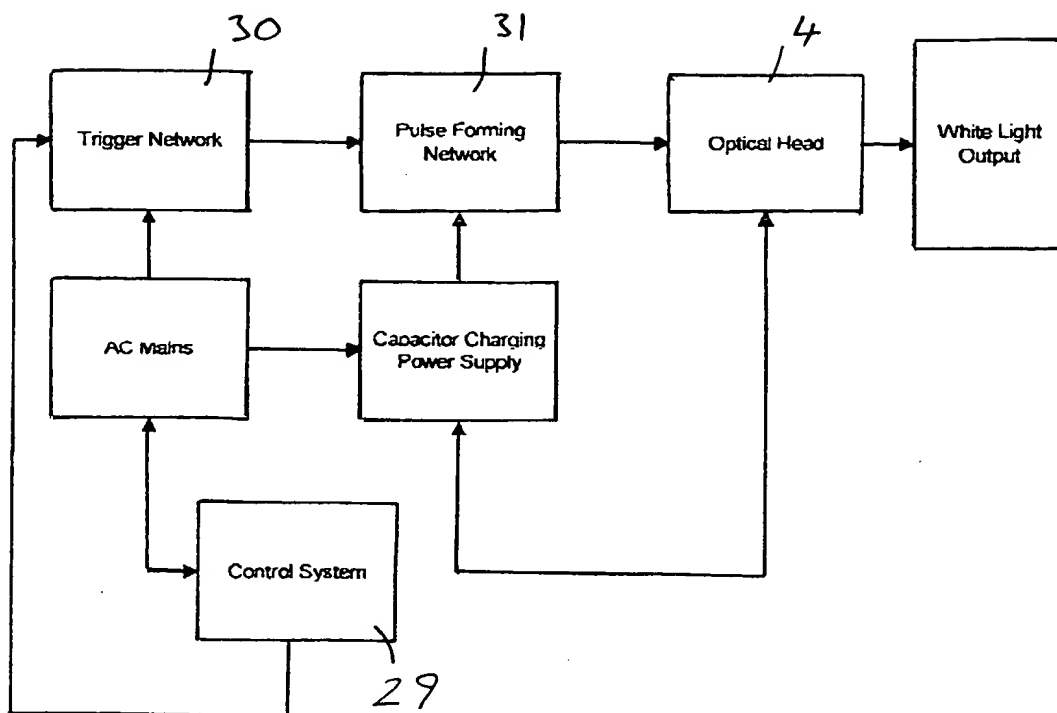 30
31
4
Trigger Network
Pulse Forming
Network
Optical Head
White Light
Output
AC Mains
Capacitor Charging
Power Supply
Control System
29